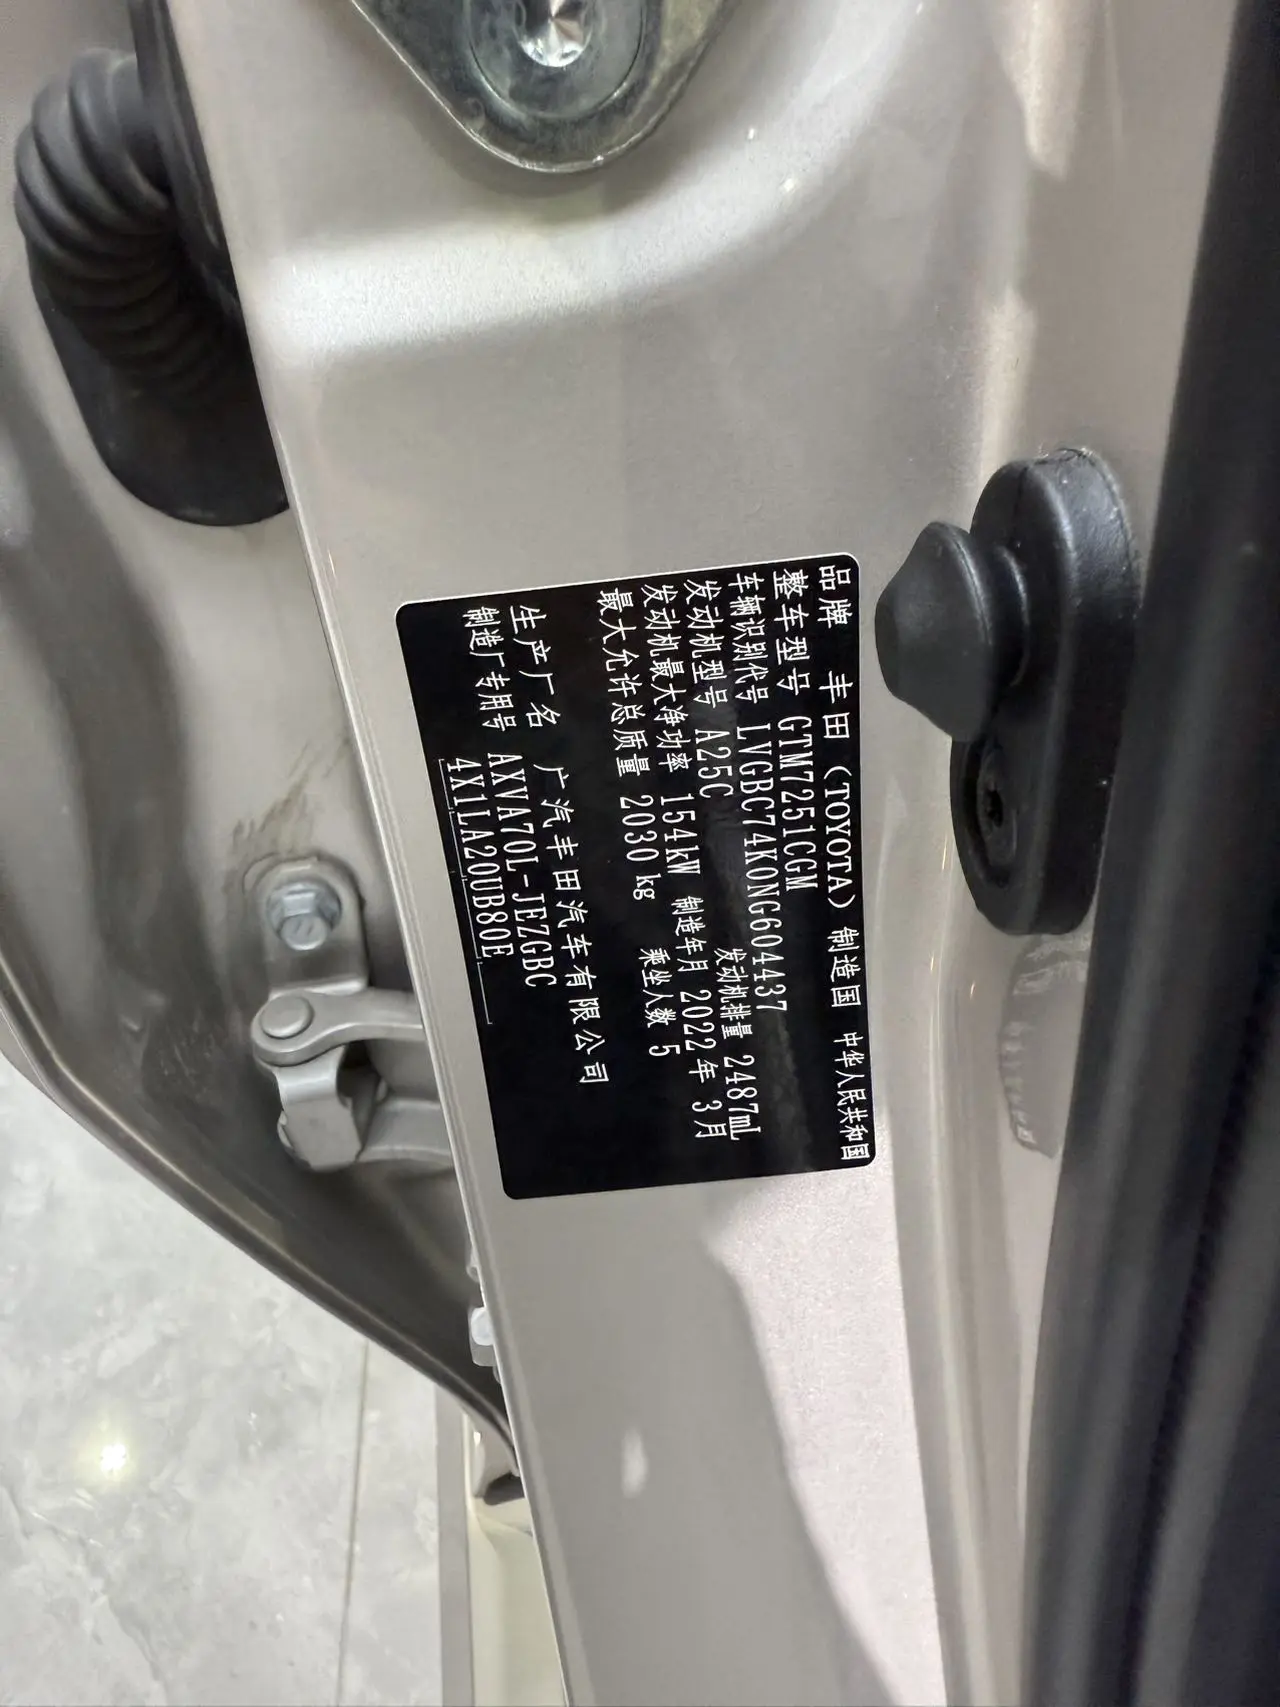 品牌 丰田(TOYOTA) 制造国 中华人民共和国
整车型号 GTM7251CGM
车辆识别代号 LVGBC74K0NG604437
发动机型号 A25C 发动机排量 2487mL
发动机最大净功率 154kW 制造年月 2022年 3月
最大允许总质量 2030kg 乘坐人数 5
生产厂名 广汽丰田汽车有限公司
制造厂专用号 AXVA70L-JEZGBC
4X1LA20UB80E